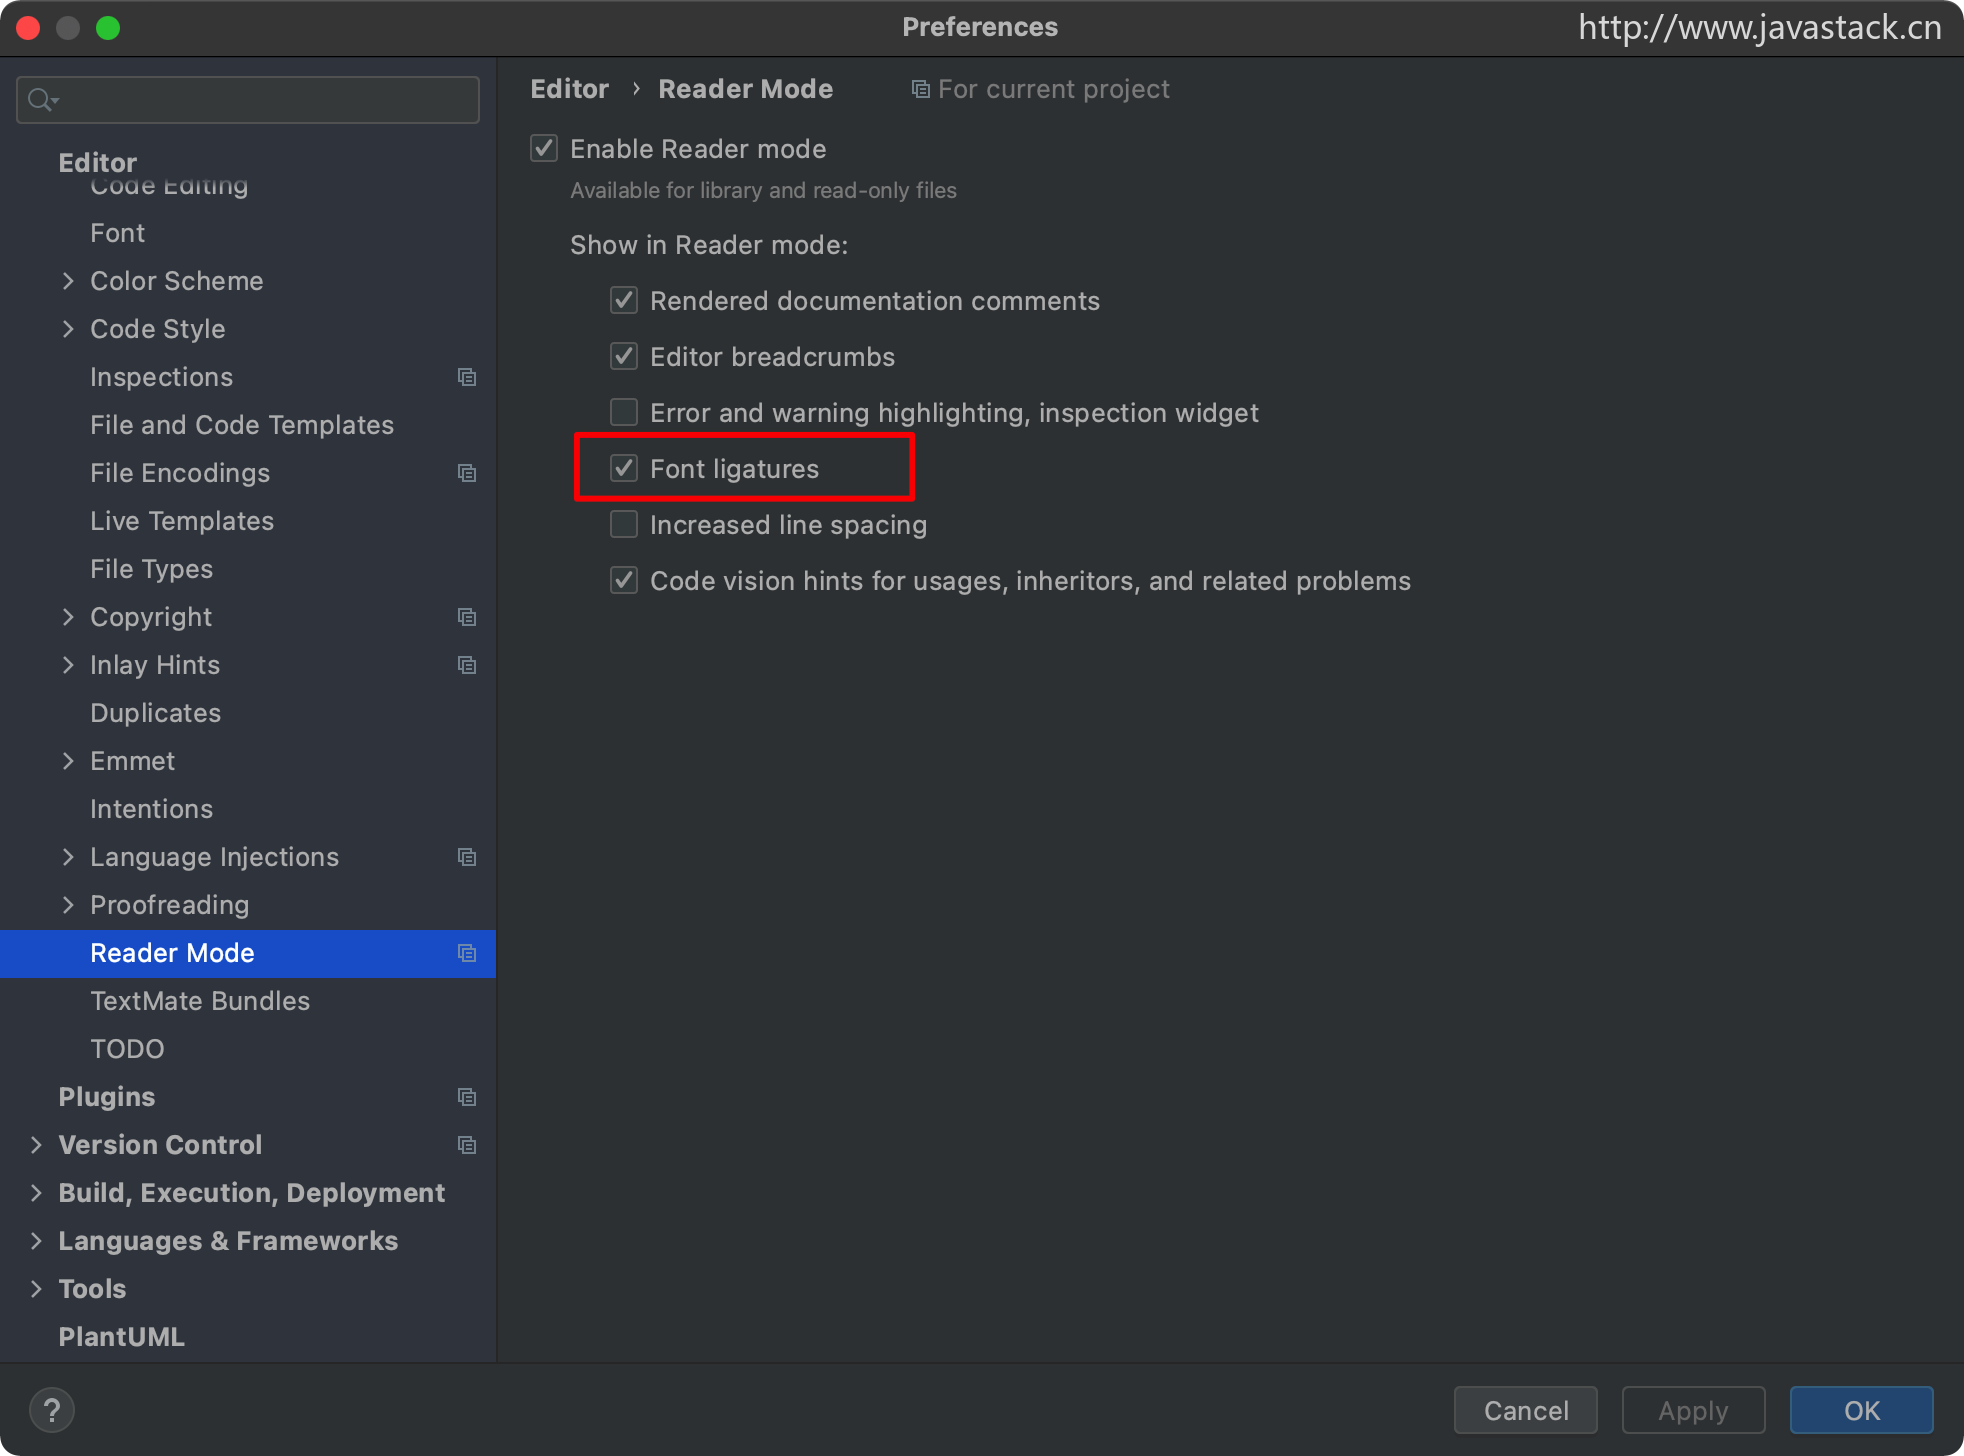 Preferences
http://www.javastack.cn
Editor
Code Editing
Font
Color Scheme
Code Style
Inspections
File and Code Templates
File Encodings
Live Templates
File Types
Copyright
Inlay Hints
Duplicates
Emmet
Intentions
Language Injections
Proofreading
Reader Mode
TextMate Bundles
TODO
Plugins
Version Control
Build, Execution, Deployment
Languages & Frameworks
Tools
PlantUML
Editor › Reader Mode For current project
Enable Reader mode
Available for library and read-only files
Show in Reader mode:
Rendered documentation comments
Editor breadcrumbs
Error and warning highlighting, inspection widget
Font ligatures
Increased line spacing
Code vision hints for usages, inheritors, and related problems
?
Cancel
Apply
OK